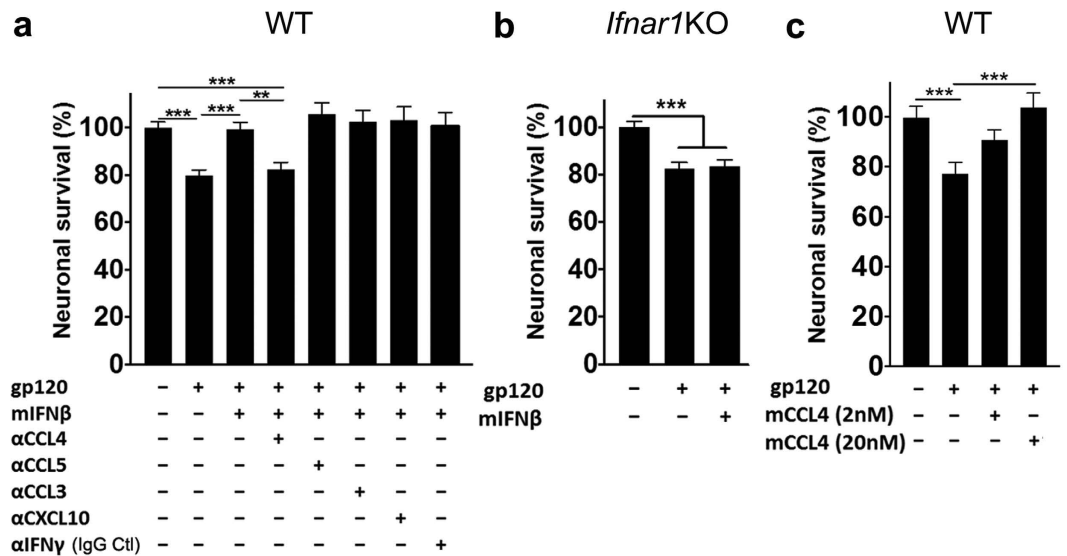 a WT
*** 
*** *** **
Neuronal survival (%)
100
80
60
40
20
0
gp120 – + + + + + + +
mIFNβ – – + + + + + +
αCCL4 – – – + – – – –
αCCL5 – – – – + – – –
αCCL3 – – – – – + – –
αCXCL10 – – – – – – + –
αIFNγ (IgG Ctl) – – – – – – – +
b Ifnar1KO
***
Neuronal survival (%)
100
80
60
40
20
0
gp120 – + +
mIFNβ – – +
c WT
*** ***
Neuronal survival (%)
100
80
60
40
20
0
gp120 – + + +
mCCL4 (2nM) – – + –
mCCL4 (20nM) – – – +